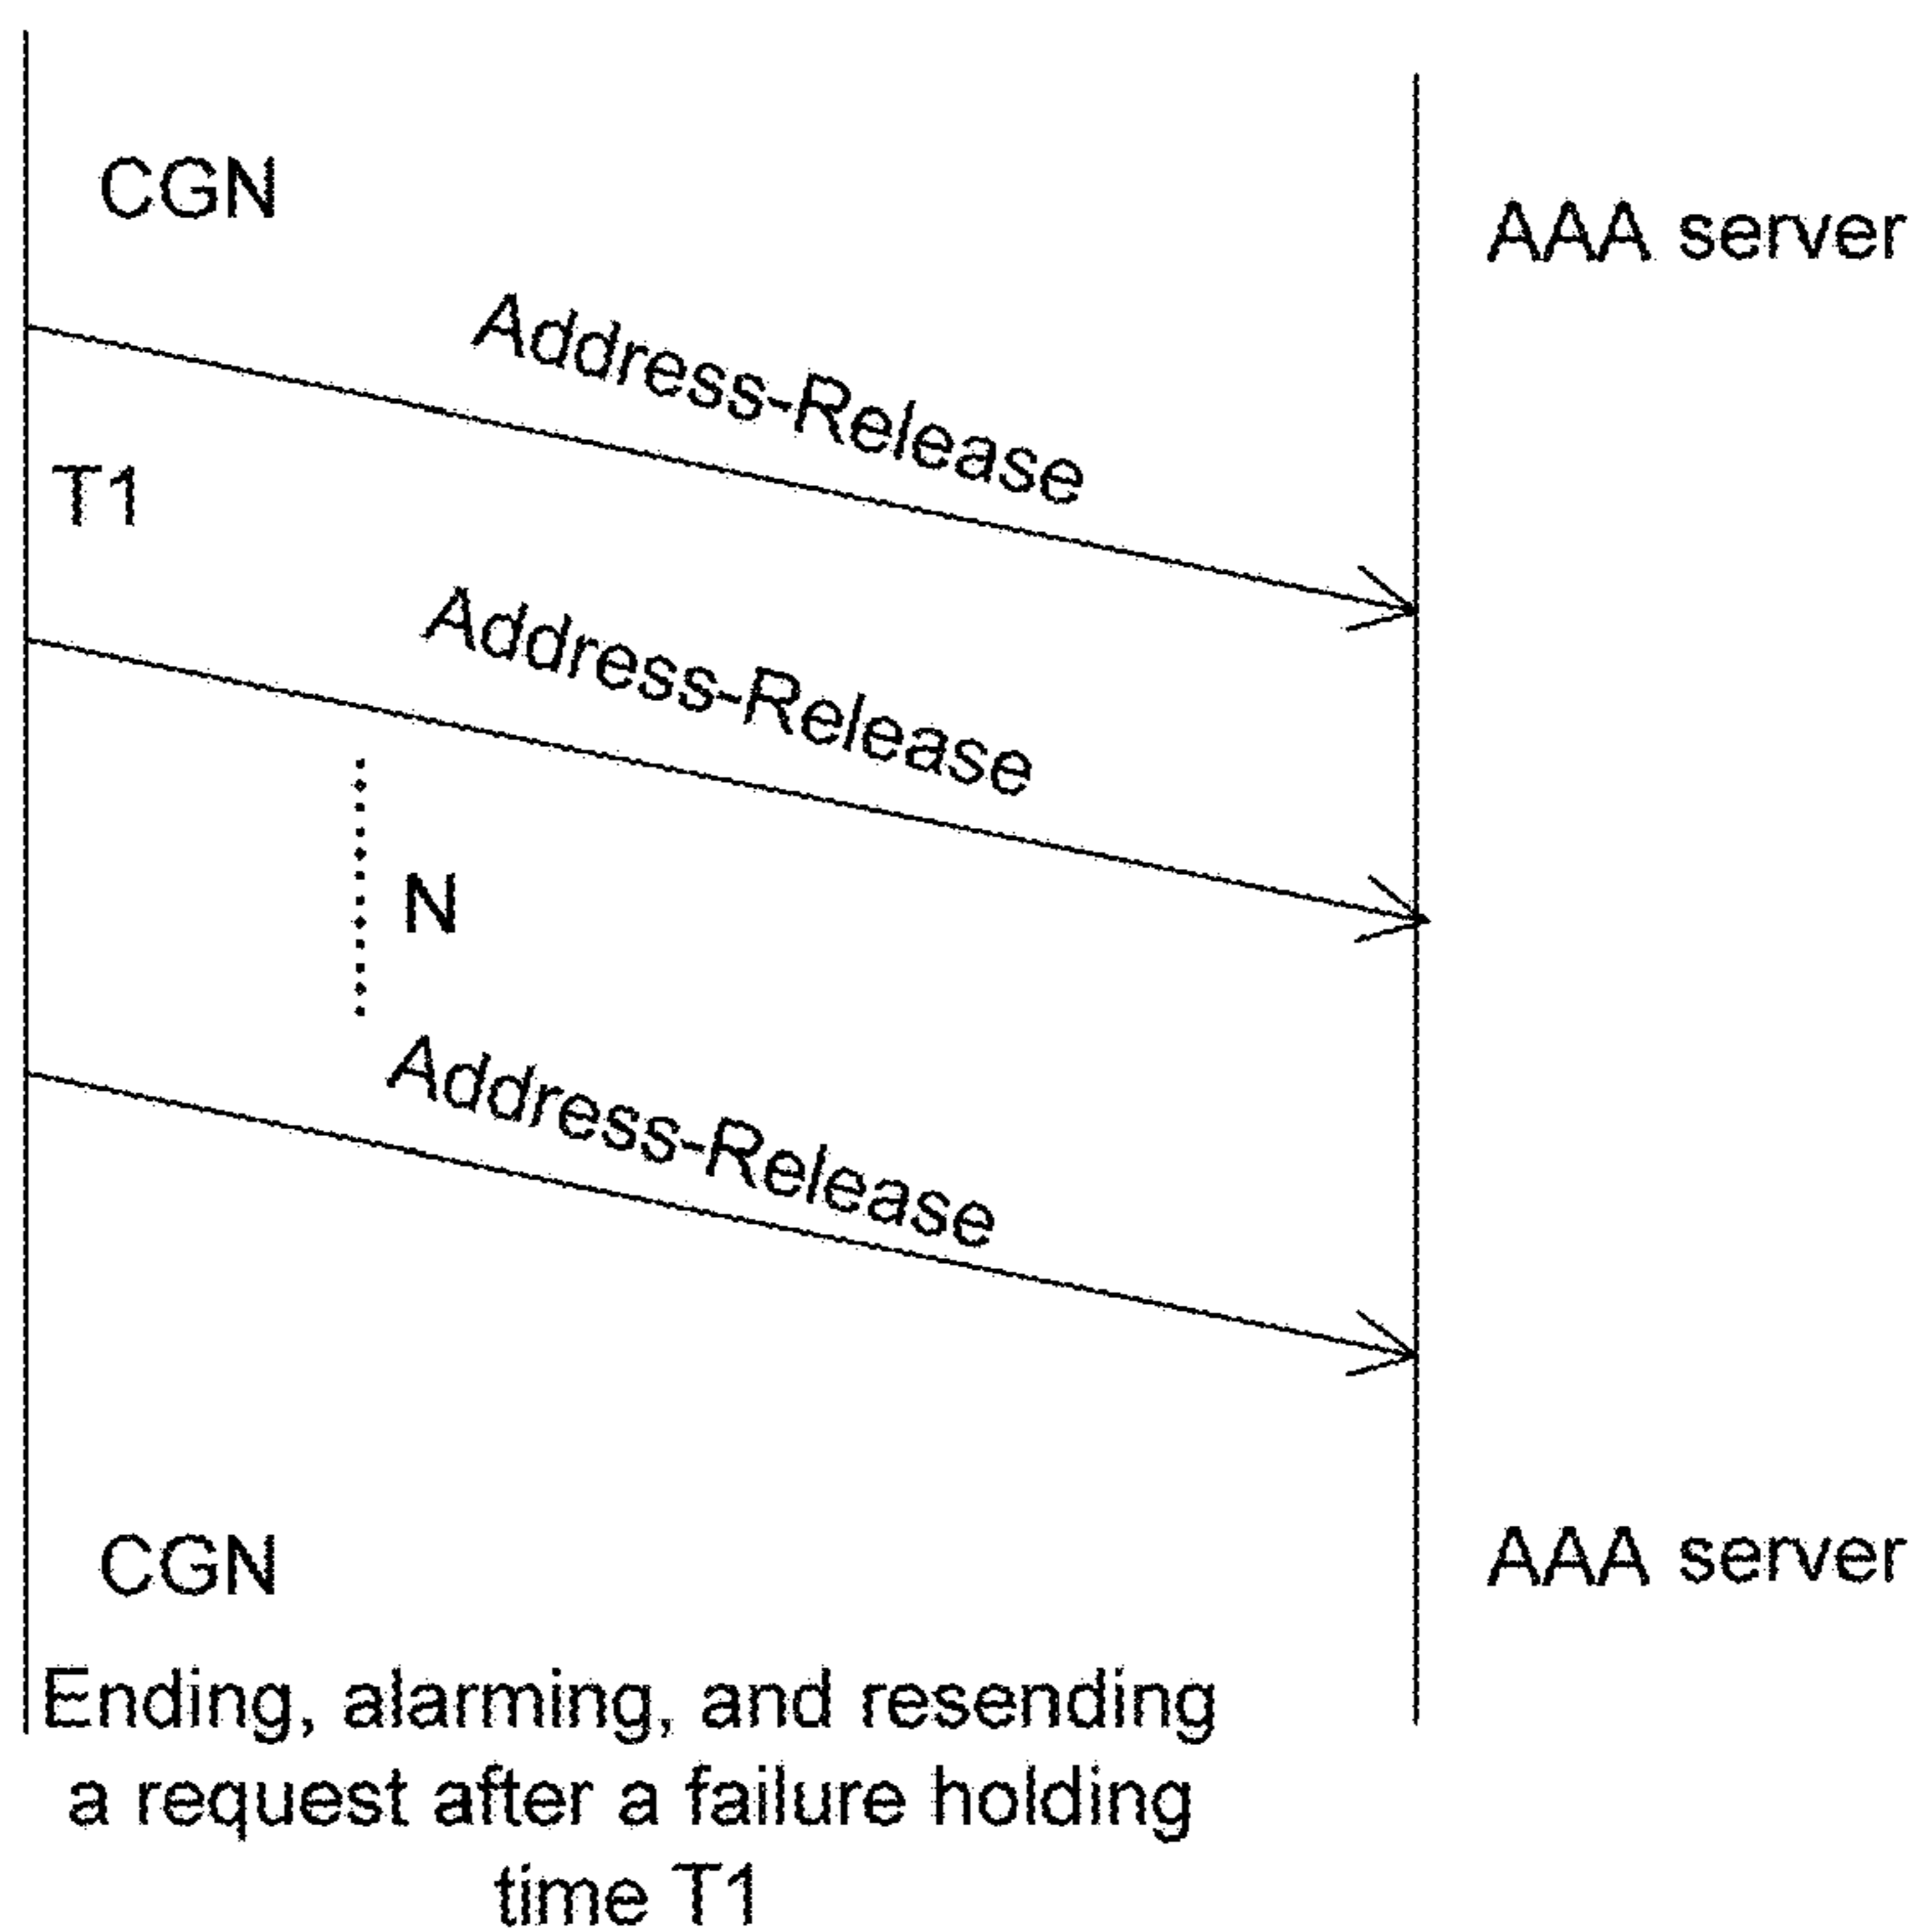 CGN
AAA server
Address-Release
T1
Address-Release
N
Address-Release
CGN
AAA server
Ending, alarming, and resending
a request after a failure holding
time T1